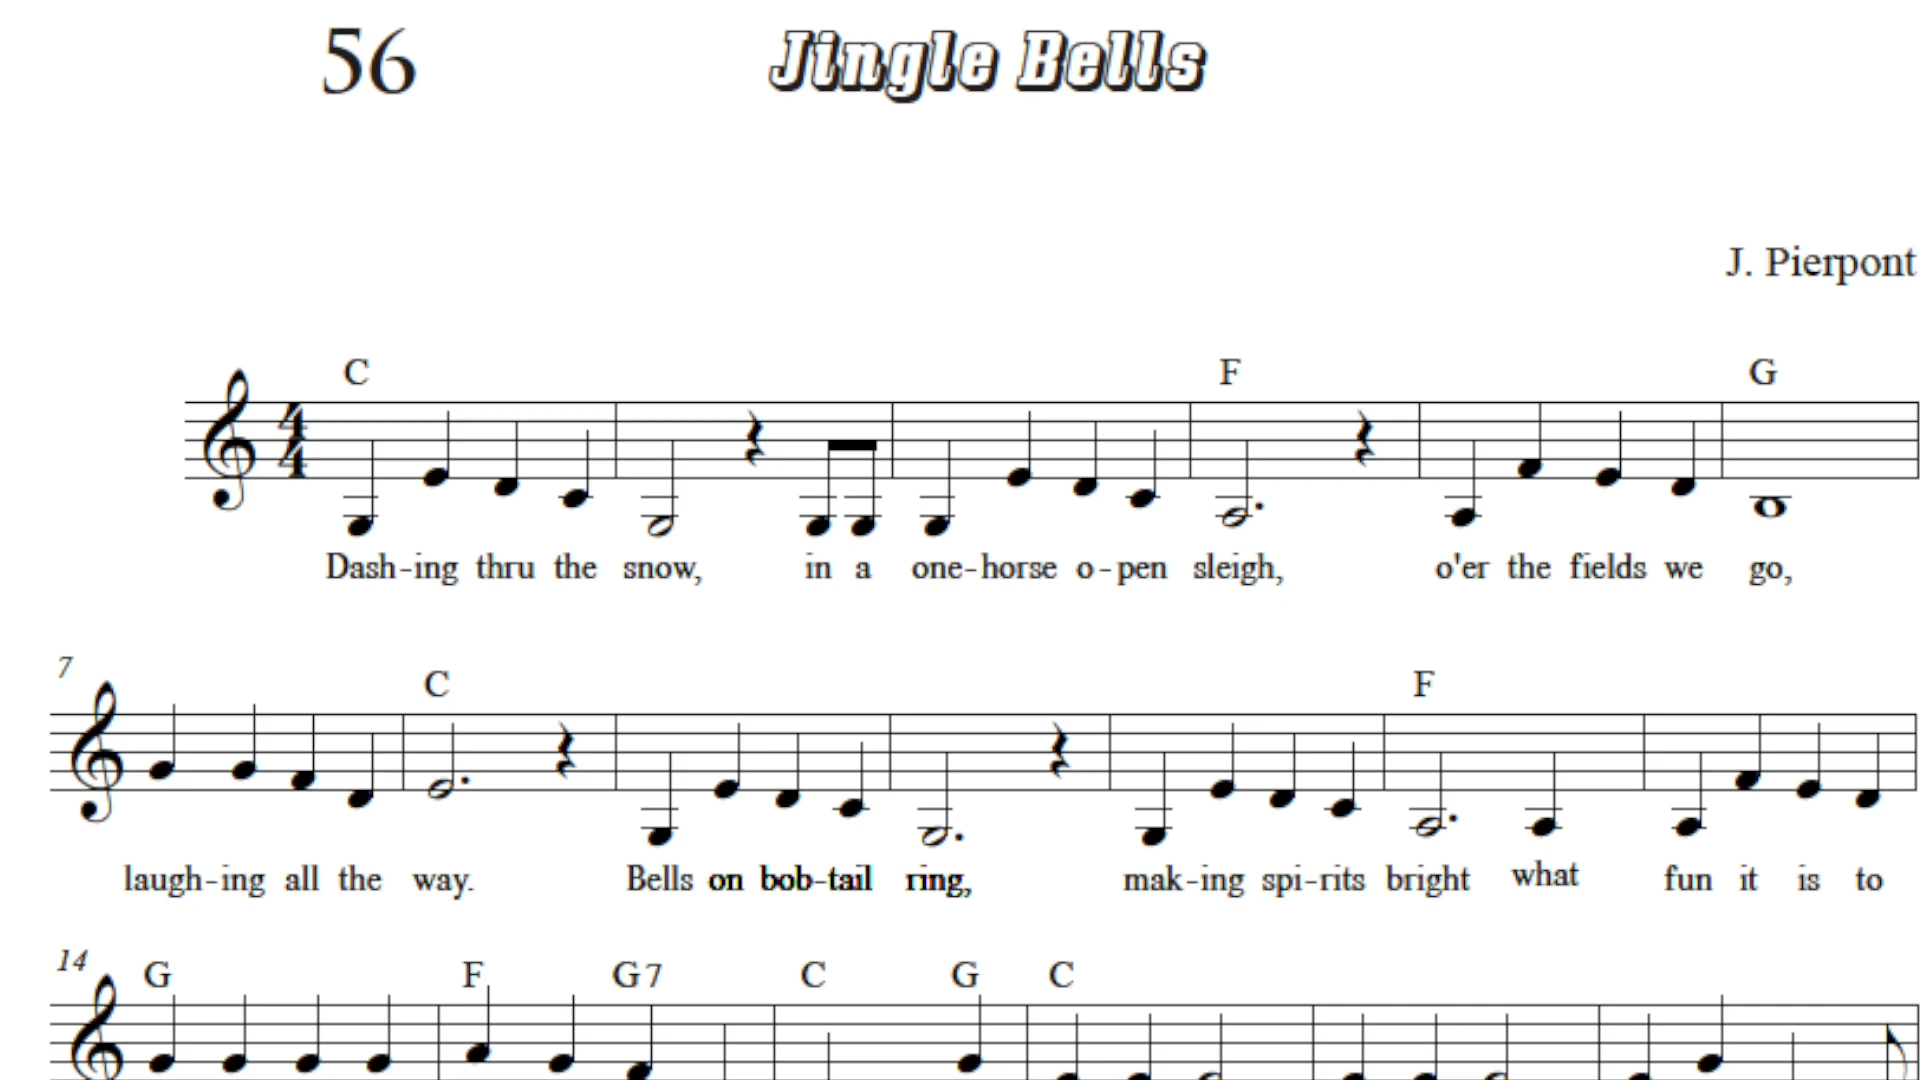 56 Jingle Bells
J. Pierpont
C F G
4
4
Dash-ing thru the snow, in a one-horse o-pen sleigh, o'er the fields we go,
7
C F
laugh-ing all the way. Bells on bob-tail ring, mak-ing spi-rits bright what fun it is to
14
G F G7 C G C